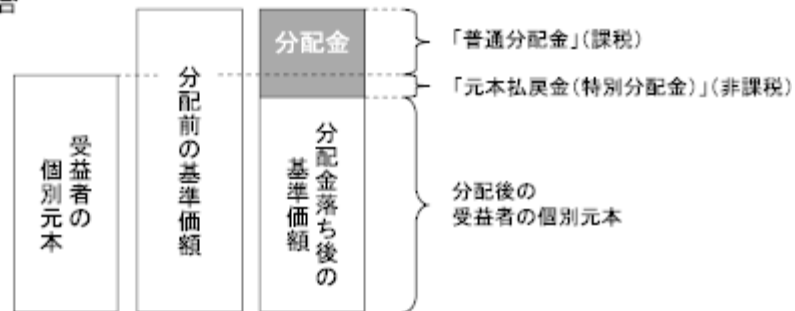 分配金
「普通分配金」(課税)
「元本払戻金(特別分配金)」(非課税)
受益者の
個別元本
分配前の基準価額
分配金落ち後の
基準価額
分配後の
受益者の個別元本